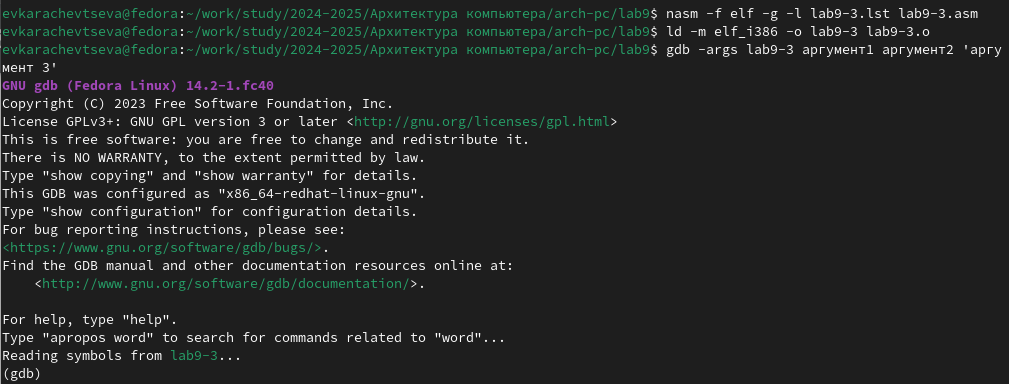 evkarachevtseva@fedora:~/work/study/2024-2025/Архитектура компьютера/arch-pc/lab9$ nasm -f elf -g -l lab9-3.lst lab9-3.asm
evkarachevtseva@fedora:~/work/study/2024-2025/Архитектура компьютера/arch-pc/lab9$ ld -m elf_i386 -o lab9-3 lab9-3.o
evkarachevtseva@fedora:~/work/study/2024-2025/Архитектура компьютера/arch-pc/lab9$ gdb -args lab9-3 аргумент1 аргумент2 'аргу
мент 3'
GNU gdb (Fedora Linux) 14.2-1.fc40
Copyright (C) 2023 Free Software Foundation, Inc.
License GPLv3+: GNU GPL version 3 or later <http://gnu.org/licenses/gpl.html>
This is free software: you are free to change and redistribute it.
There is NO WARRANTY, to the extent permitted by law.
Type "show copying" and "show warranty" for details.
This GDB was configured as "x86_64-redhat-linux-gnu".
Type "show configuration" for configuration details.
For bug reporting instructions, please see:
<https://www.gnu.org/software/gdb/bugs/>.
Find the GDB manual and other documentation resources online at:
    <http://www.gnu.org/software/gdb/documentation/>.

For help, type "help".
Type "apropos word" to search for commands related to "word"...
Reading symbols from lab9-3...
(gdb)